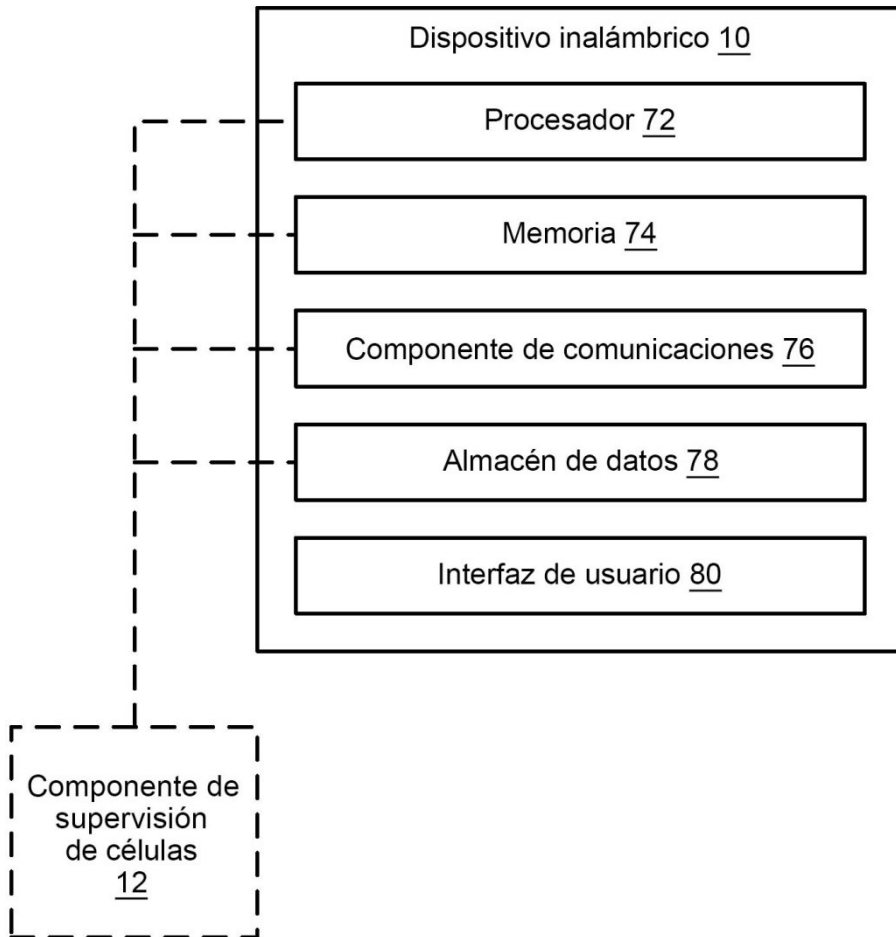 Dispositivo inalámbrico 10
Procesador 72
Memoria 74
Componente de comunicaciones 76
Almacén de datos 78
Interfaz de usuario 80
Componente de
supervisión
de células
12